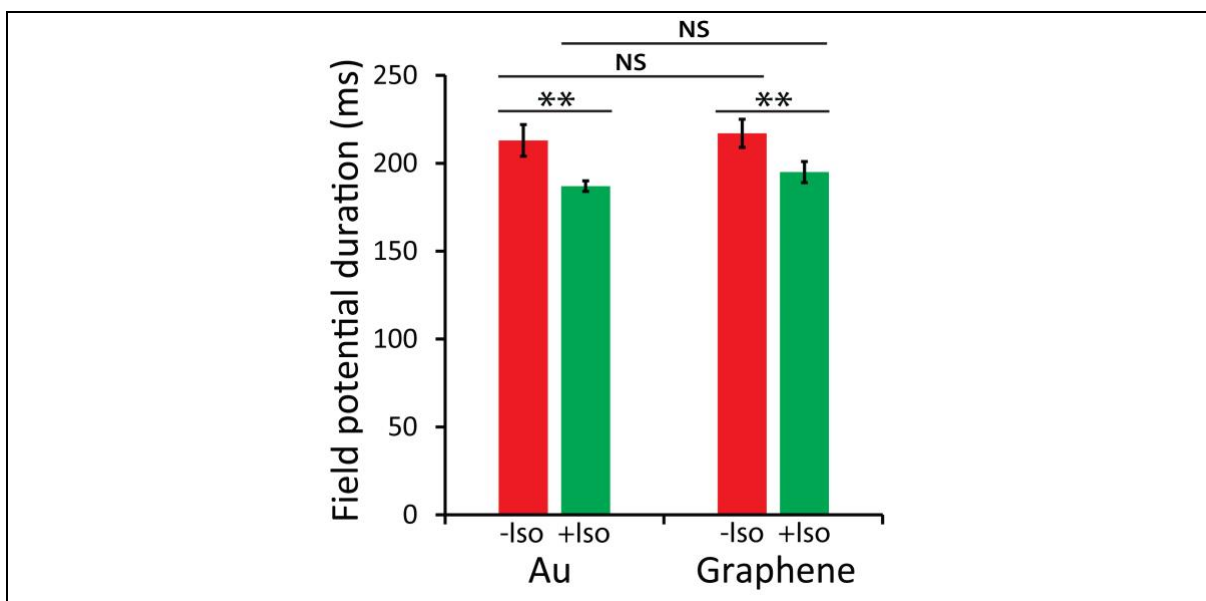 NS
NS
** **
Field potential duration (ms)
250
200
150
100
50
0
-Iso +Iso -Iso +Iso
Au Graphene